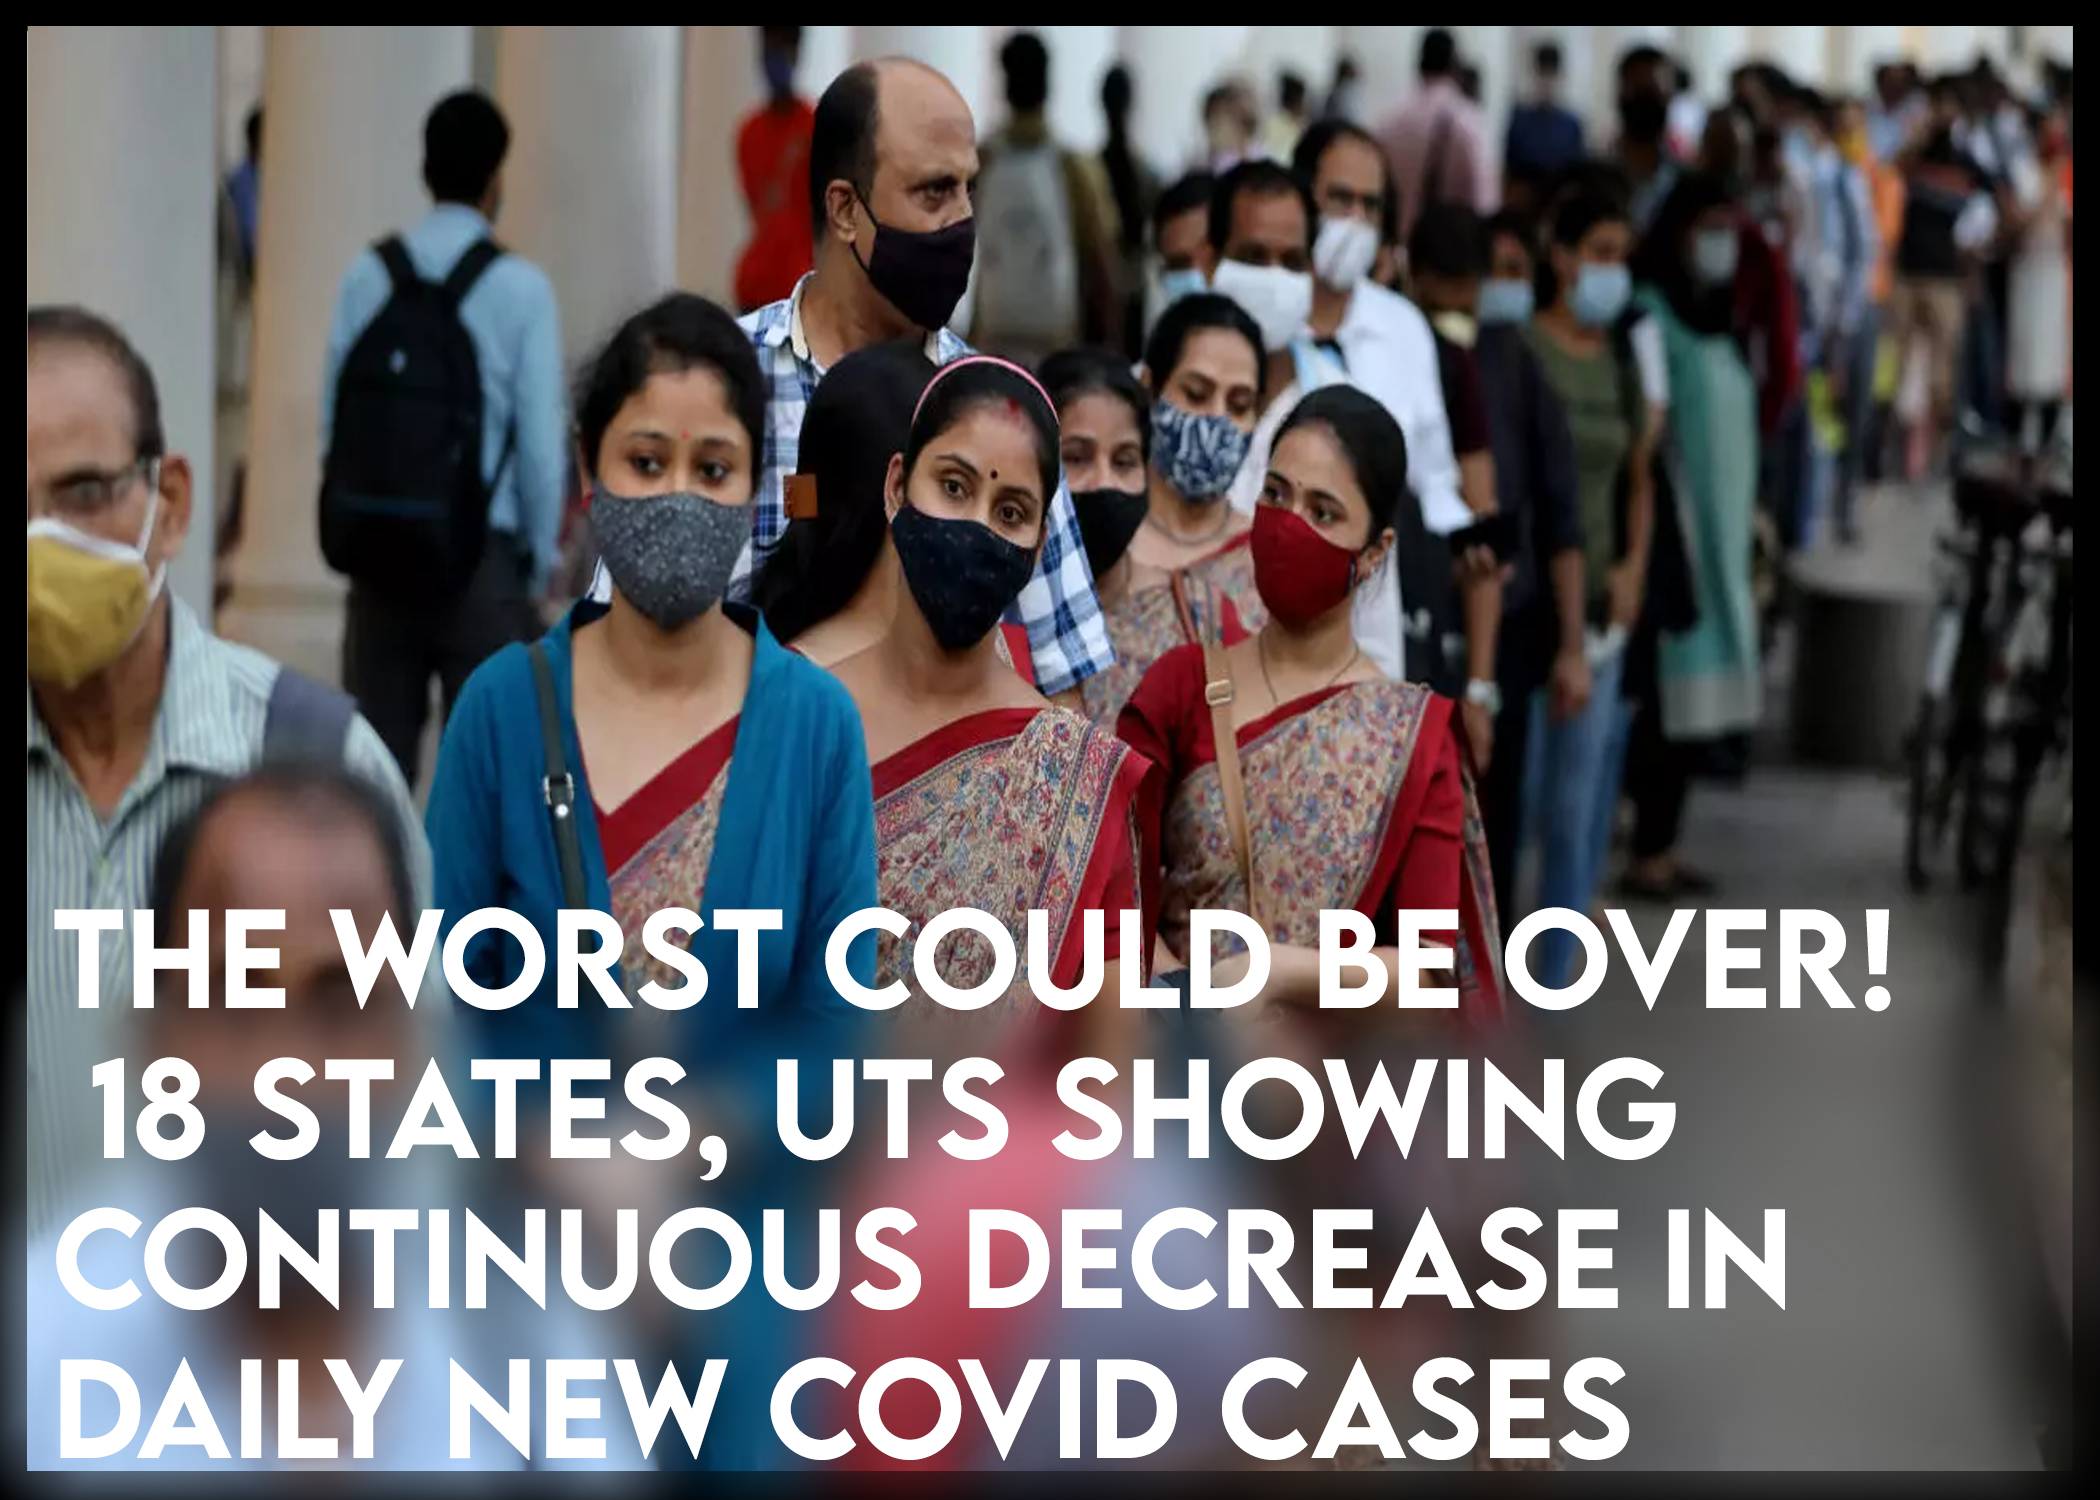 THE WORST COULD BE OVER!
18 STATES, UTS SHOWING
CONTINUOUS DECREASE IN
DAILY NEW COVID CASES